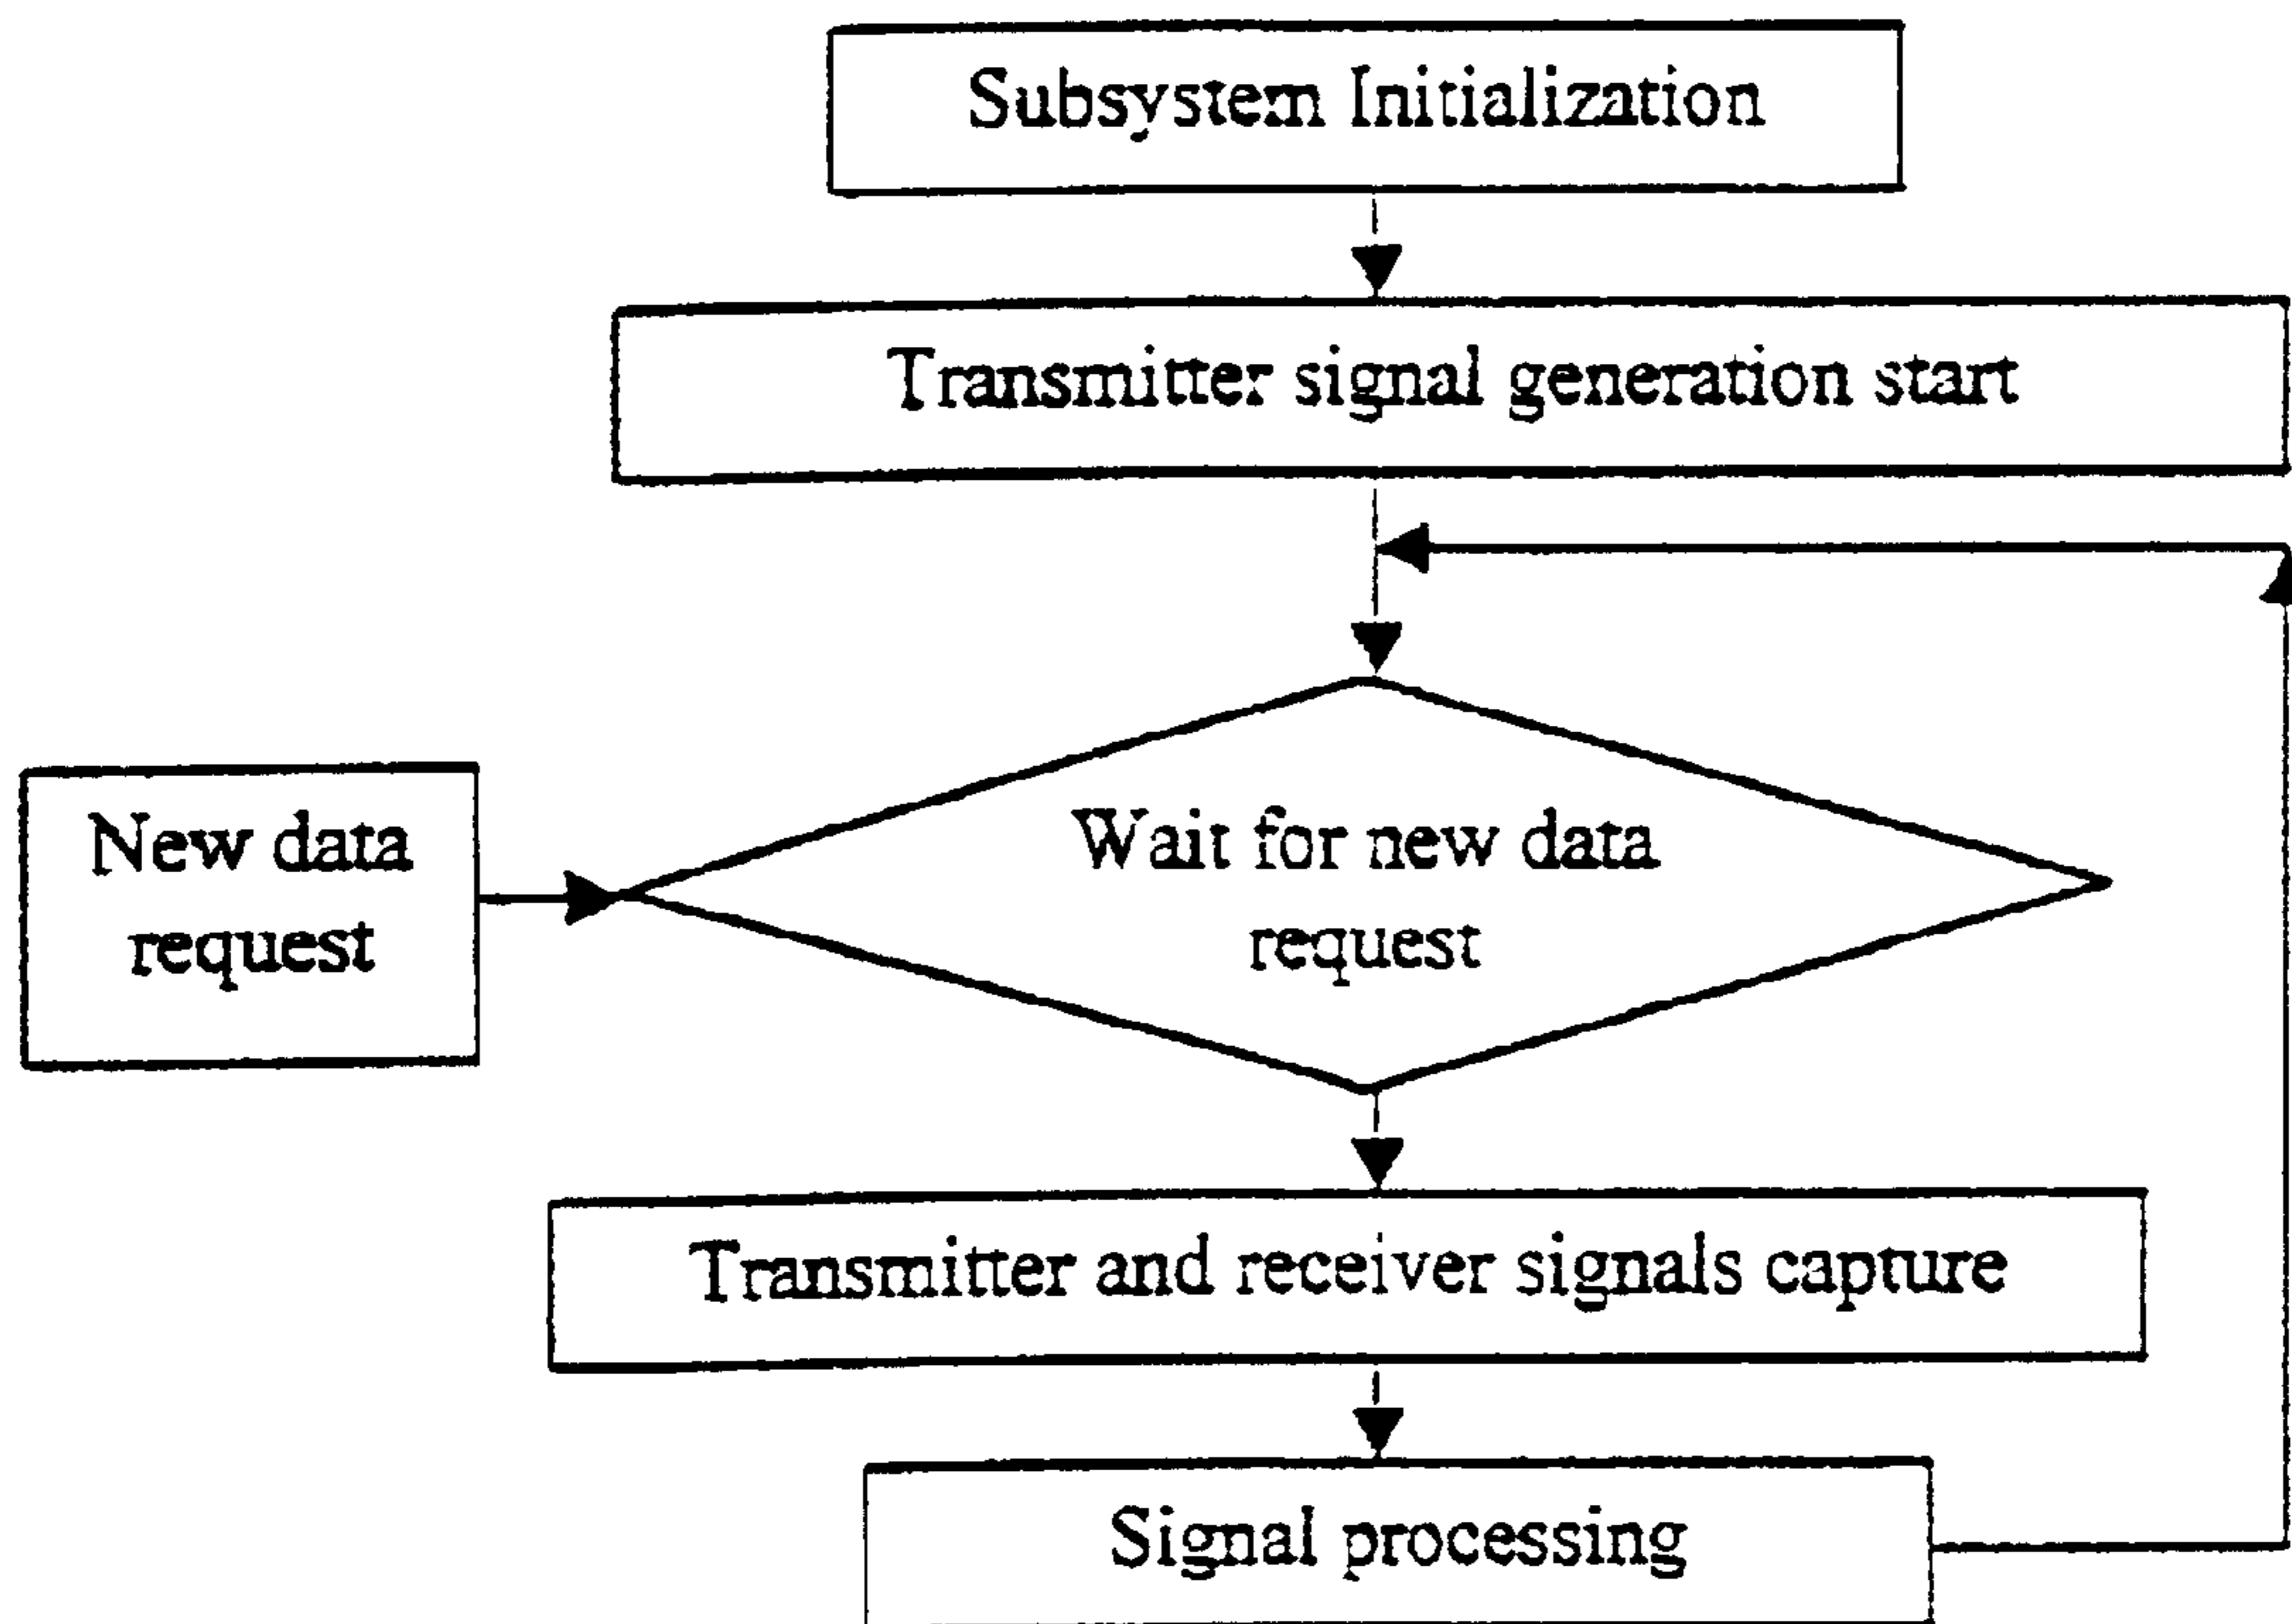 Subsystem Initialization
Transmitter signal generation start
New data
request
Wait for new data
request
Transmitter and receiver signals capture
Signal processing